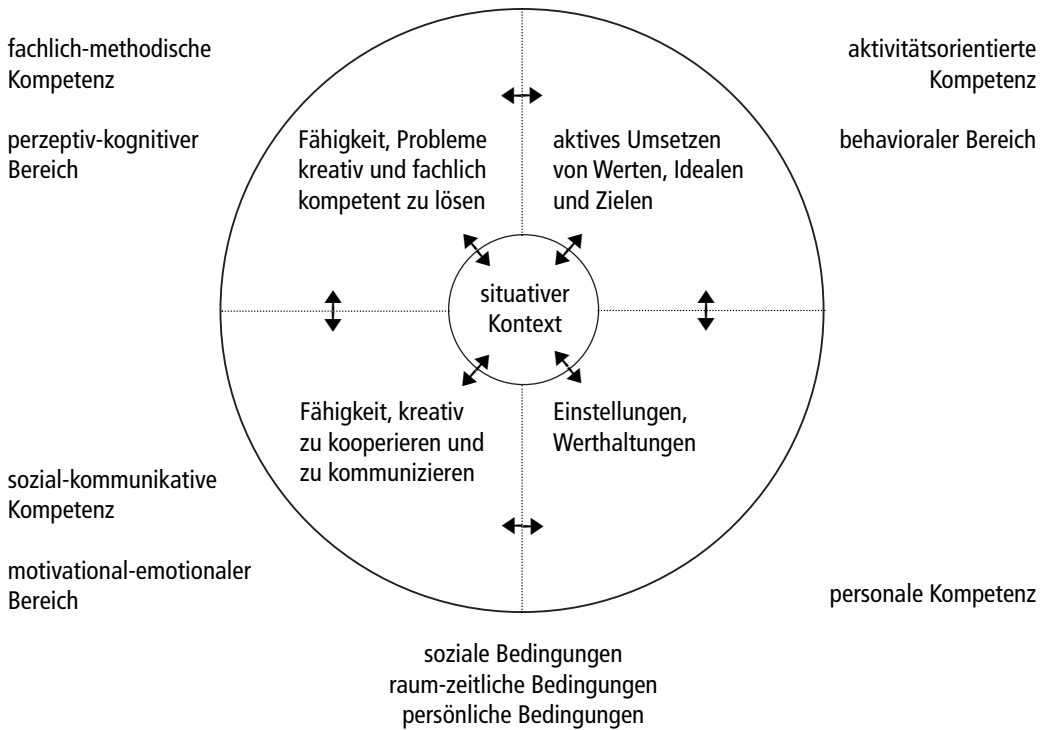 fachlich-methodische
Kompetenz
perzeptiv-kognitiver
Bereich
aktivitätsorientierte
Kompetenz
behavioraler Bereich
Fähigkeit, Probleme
kreativ und fachlich
kompetent zu lösen
aktives Umsetzen
von Werten, Idealen
und Zielen
situativer
Kontext
Fähigkeit, kreativ
zu kooperieren und
zu kommunizieren
Einstellungen,
Werthaltungen
sozial-kommunikative
Kompetenz
motivational-emotionaler
Bereich
personale Kompetenz
soziale Bedingungen
raum-zeitliche Bedingungen
persönliche Bedingungen